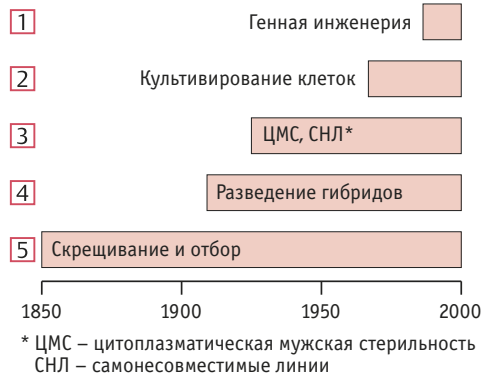 1 Генная инженерия
2 Культивирование клеток
3 ЦМС, СНЛ*
4 Разведение гибридов
5 Скрещивание и отбор
1850 1900 1950 2000
* ЦМС – цитоплазматическая мужская стерильность
СНЛ – самонесовместимые линии